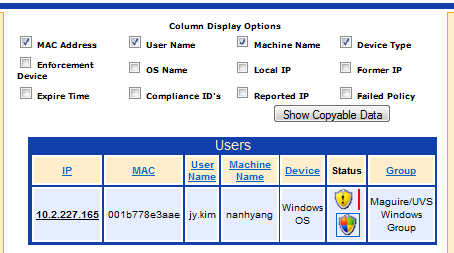 Column Display Options
MAC Address User Name Machine Name Device Type
Enforcement Device OS Name Local IP Former IP
Expire Time Compliance ID's Reported IP Failed Policy
Show Copyable Data
Users
IP MAC User Name Machine Name Device Status Group
10.2.227.165 001b778e3aae jy.kim nanhyang Windows OS Maguire/UVS Windows Group